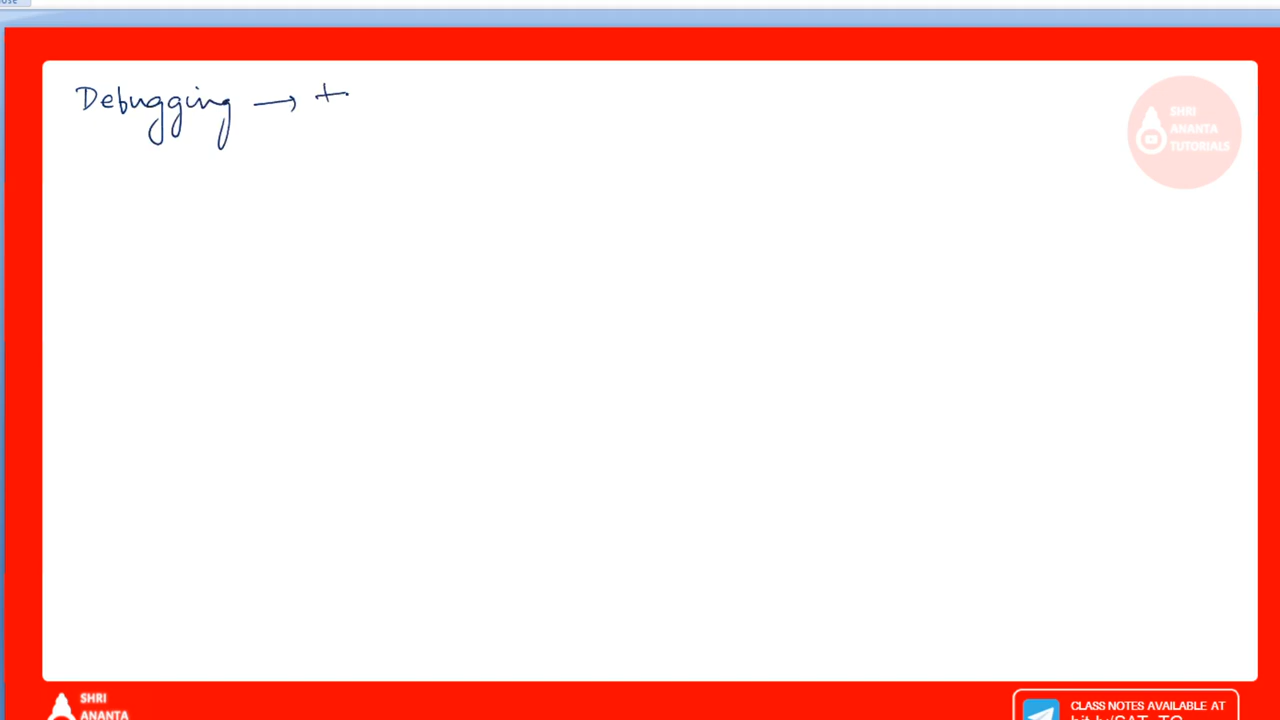 Debugging → t
SHRI
ANANTA
TUTORIALS
SHRI
ANANTA
CLASS NOTES AVAILABLE AT